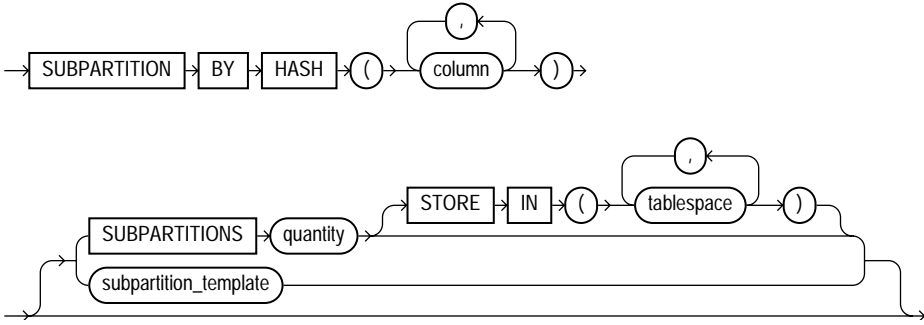 ,
SUBPARTITION BY HASH ( column )
,
STORE IN ( tablespace )
SUBPARTITIONS quantity
subpartition_template